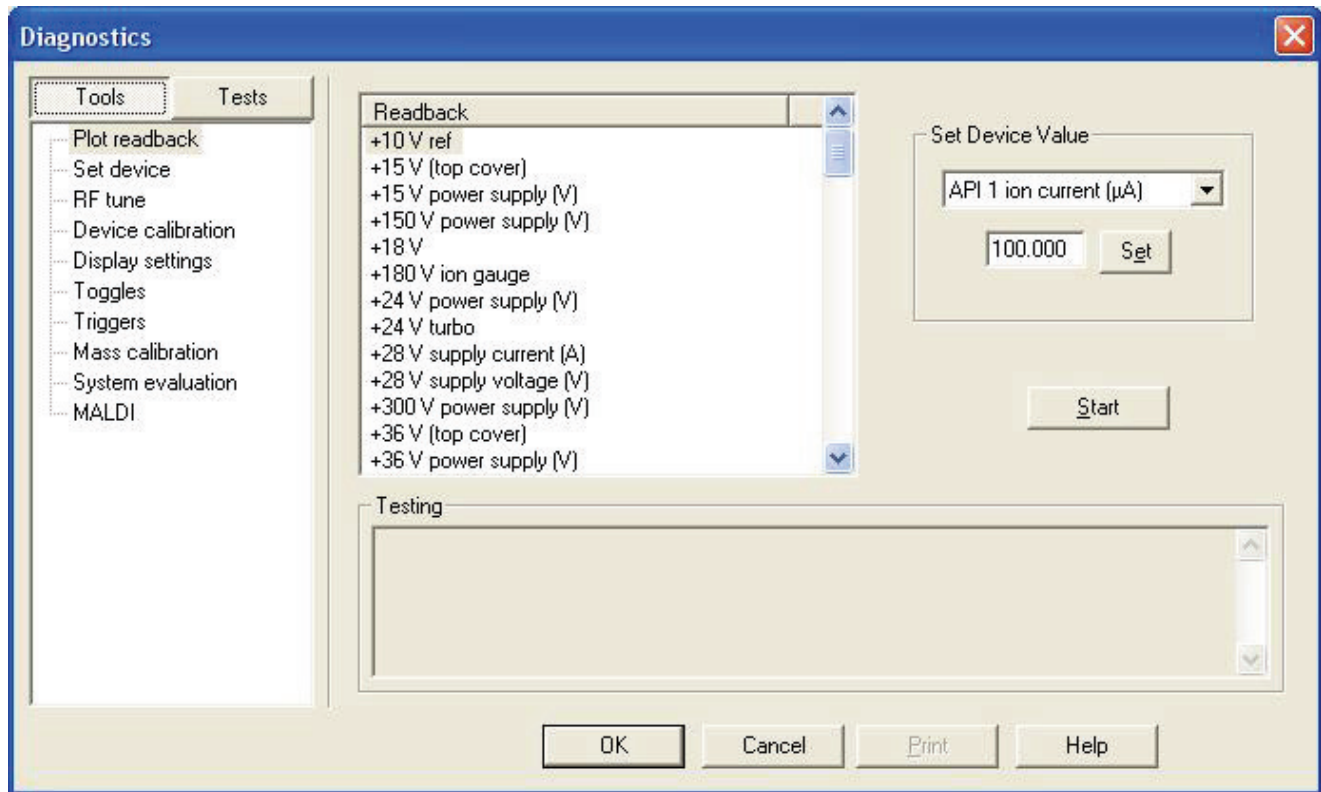 Diagnostics
Tools
Tests
Plot readback
Set device
RF tune
Device calibration
Display settings
Toggles
Triggers
Mass calibration
System evaluation
MALDI
Readback
+10 V ref
+15 V (top cover)
+15 V power supply (V)
+150 V power supply (V)
+18 V
+180 V ion gauge
+24 V power supply (V)
+24 V turbo
+28 V supply current (A)
+28 V supply voltage (V)
+300 V power supply (V)
+36 V (top cover)
+36 V power supply (V)
Set Device Value
API 1 ion current (µA)
100.000
Set
Start
Testing
OK
Cancel
Print
Help